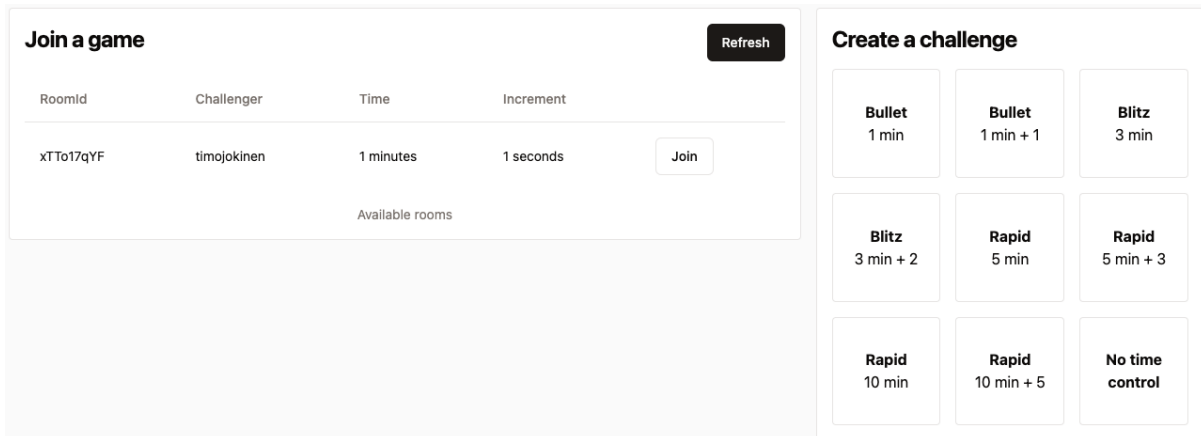 Join a game
Refresh
RoomId Challenger Time Increment
xTTo17qYF timojokinen 1 minutes 1 seconds Join
Available rooms
Create a challenge
Bullet
1 min
Bullet
1 min + 1
Blitz
3 min
Blitz
3 min + 2
Rapid
5 min
Rapid
5 min + 3
Rapid
10 min
Rapid
10 min + 5
No time
control